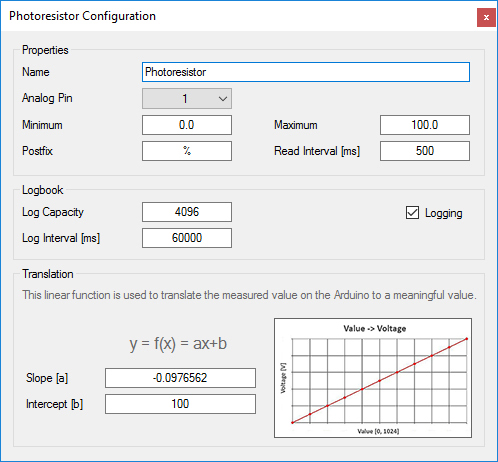 Photoresistor Configuration
x
Properties
Name Photoresistor
Analog Pin 1
Minimum 0.0 Maximum 100.0
Postfix % Read Interval [ms] 500
Logbook
Log Capacity 4096 Logging
Log Interval [ms] 60000
Translation
This linear function is used to translate the measured value on the Arduino to a meaningful value.
y = f(x) = ax+b
Slope [a] -0.0976562
Intercept [b] 100
Value -> Voltage
Voltage [V]
Value [0, 1024]